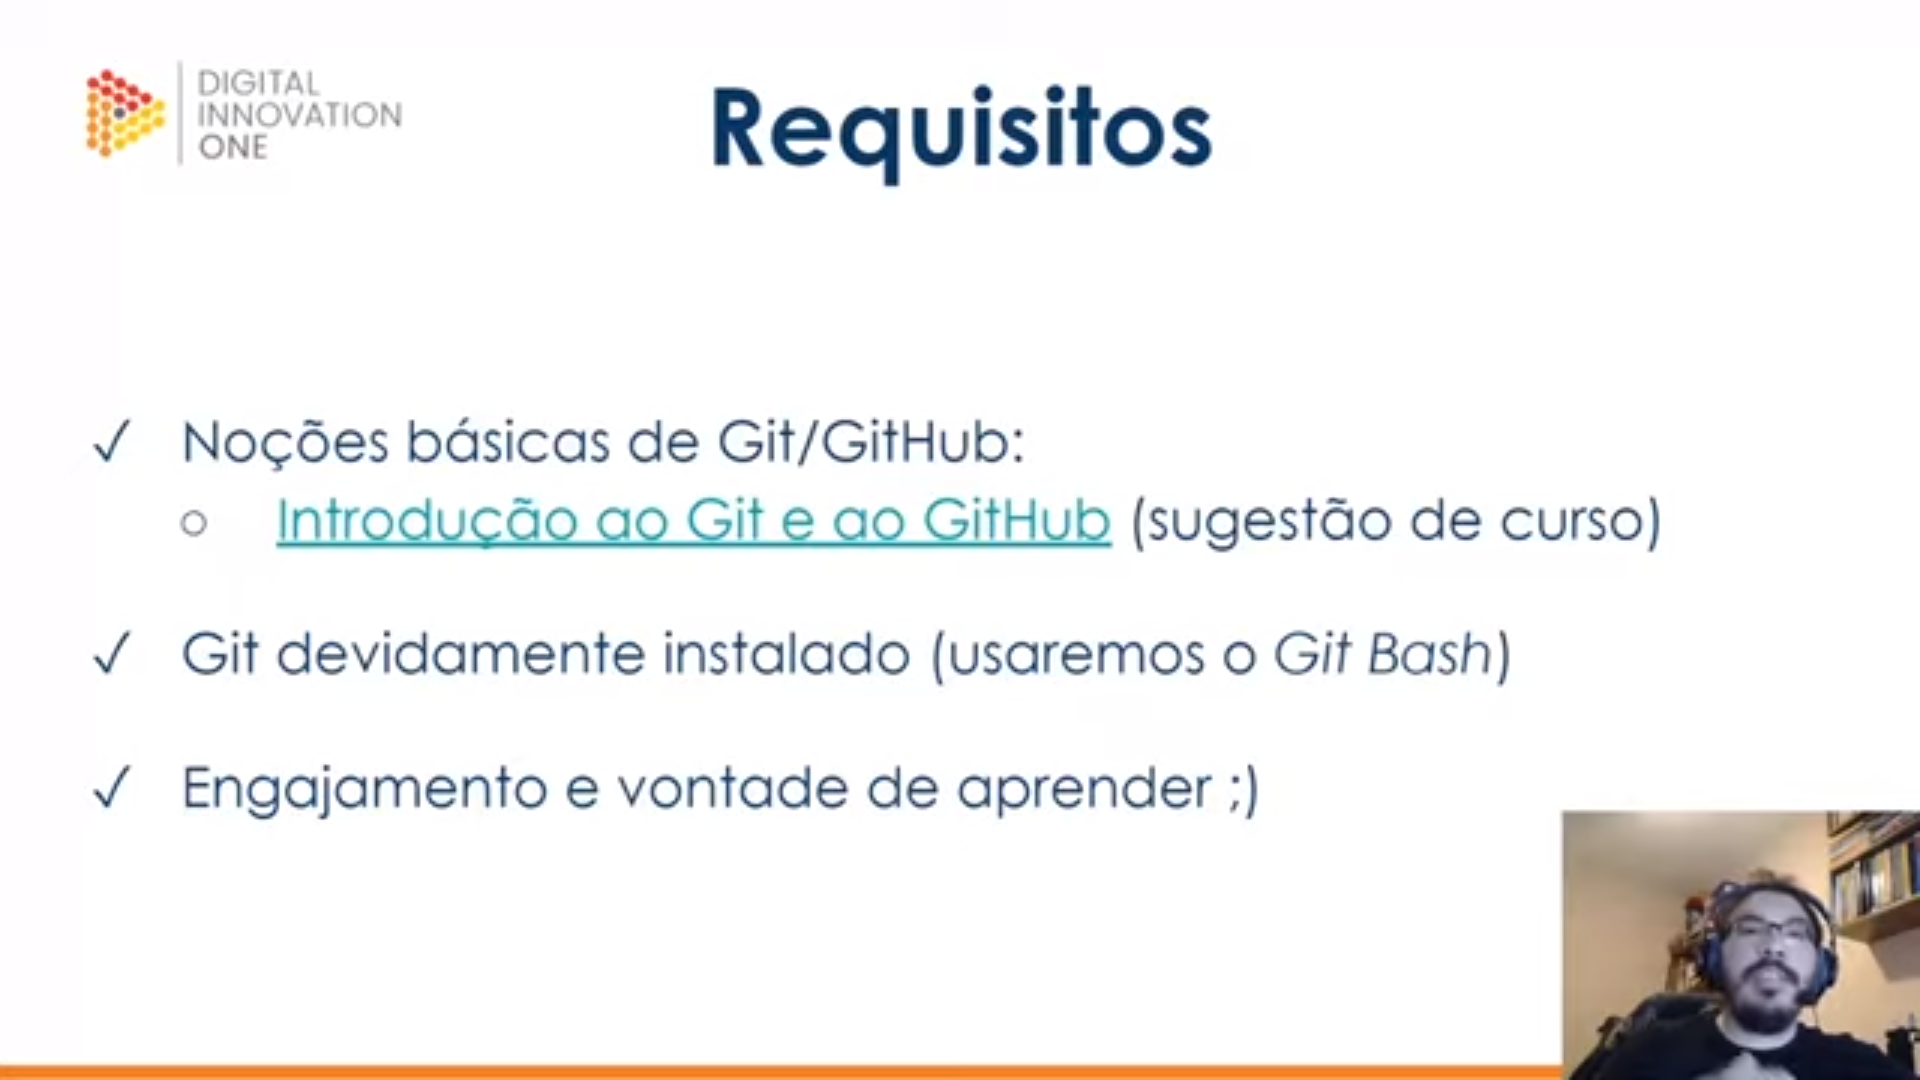 DIGITAL
INNOVATION
ONE
Requisitos
✓ Noções básicas de Git/GitHub:
○ Introdução ao Git e ao GitHub (sugestão de curso)
✓ Git devidamente instalado (usaremos o Git Bash)
✓ Engajamento e vontade de aprender ;)